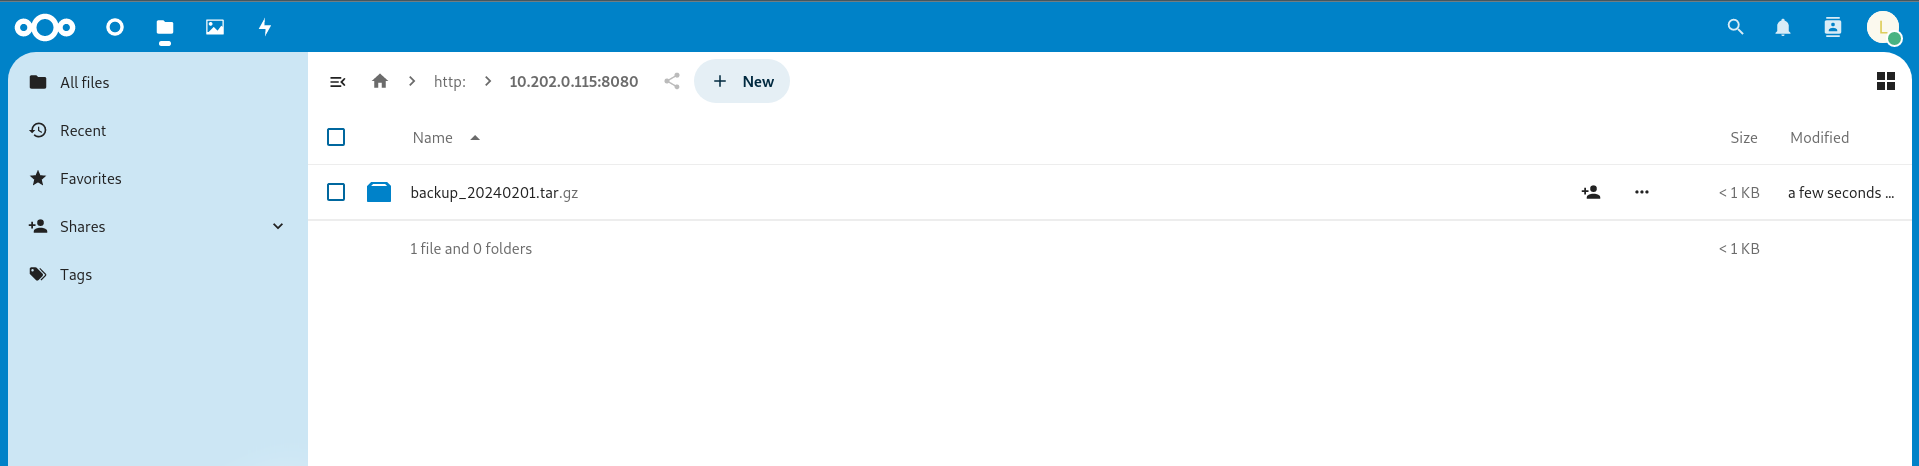 L
All files
http:
10.202.0.115:8080
New
Recent
Name
Size
Modified
Favorites
backup_20240201.tar.gz
< 1 KB
a few seconds ...
Shares
1 file and 0 folders
< 1 KB
Tags